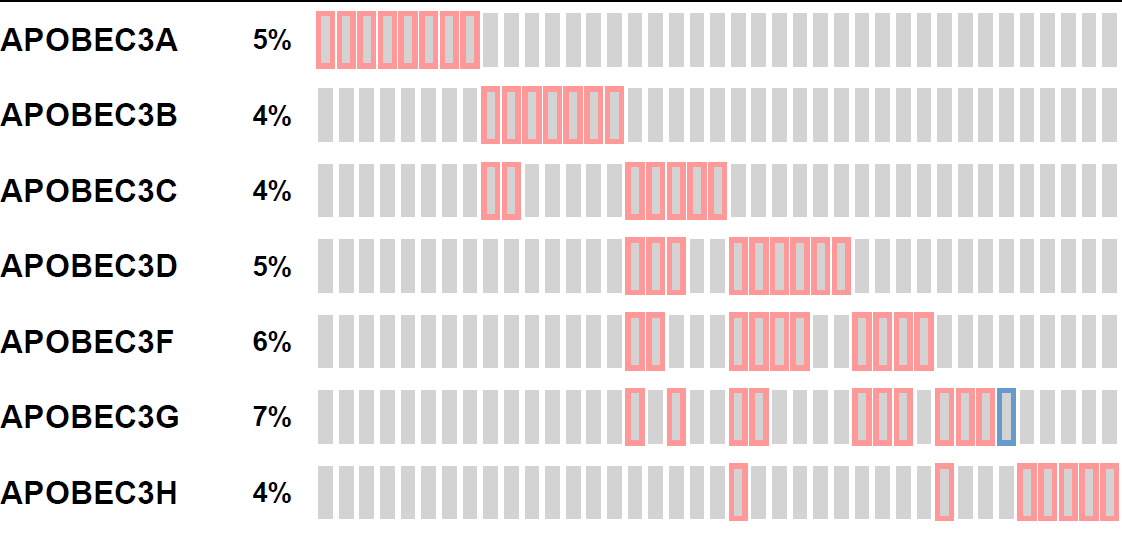 APOBEC3A 5%
APOBEC3B 4%
APOBEC3C 4%
APOBEC3D 5%
APOBEC3F 6%
APOBEC3G 7%
APOBEC3H 4%